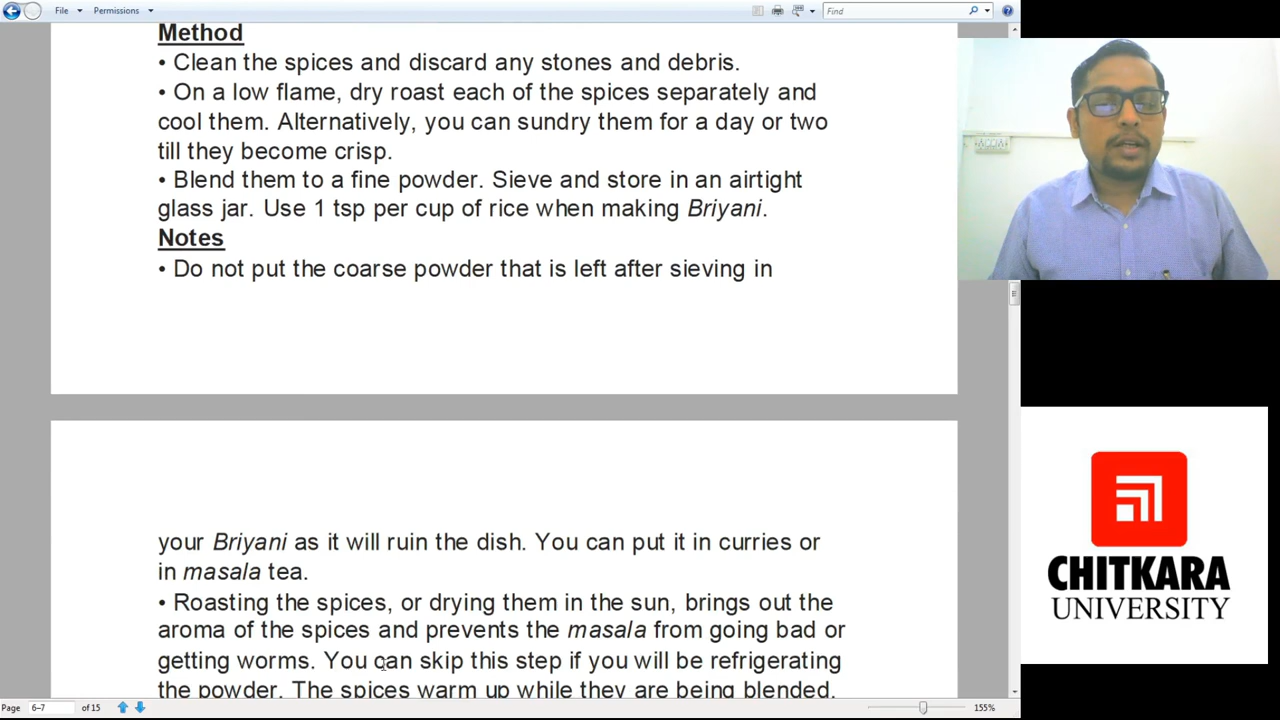 File
Permissions
Find
Method
• Clean the spices and discard any stones and debris.
• On a low flame, dry roast each of the spices separately and
cool them. Alternatively, you can sundry them for a day or two
till they become crisp.
• Blend them to a fine powder. Sieve and store in an airtight
glass jar. Use 1 tsp per cup of rice when making Briyani.
Notes
• Do not put the coarse powder that is left after sieving in
your Briyani as it will ruin the dish. You can put it in curries or
in masala tea.
• Roasting the spices, or drying them in the sun, brings out the
aroma of the spices and prevents the masala from going bad or
getting worms. You can skip this step if you will be refrigerating
the powder. The spices warm up while they are being blended.
Page 6–7 of 15
155%
CHITKARA
UNIVERSITY